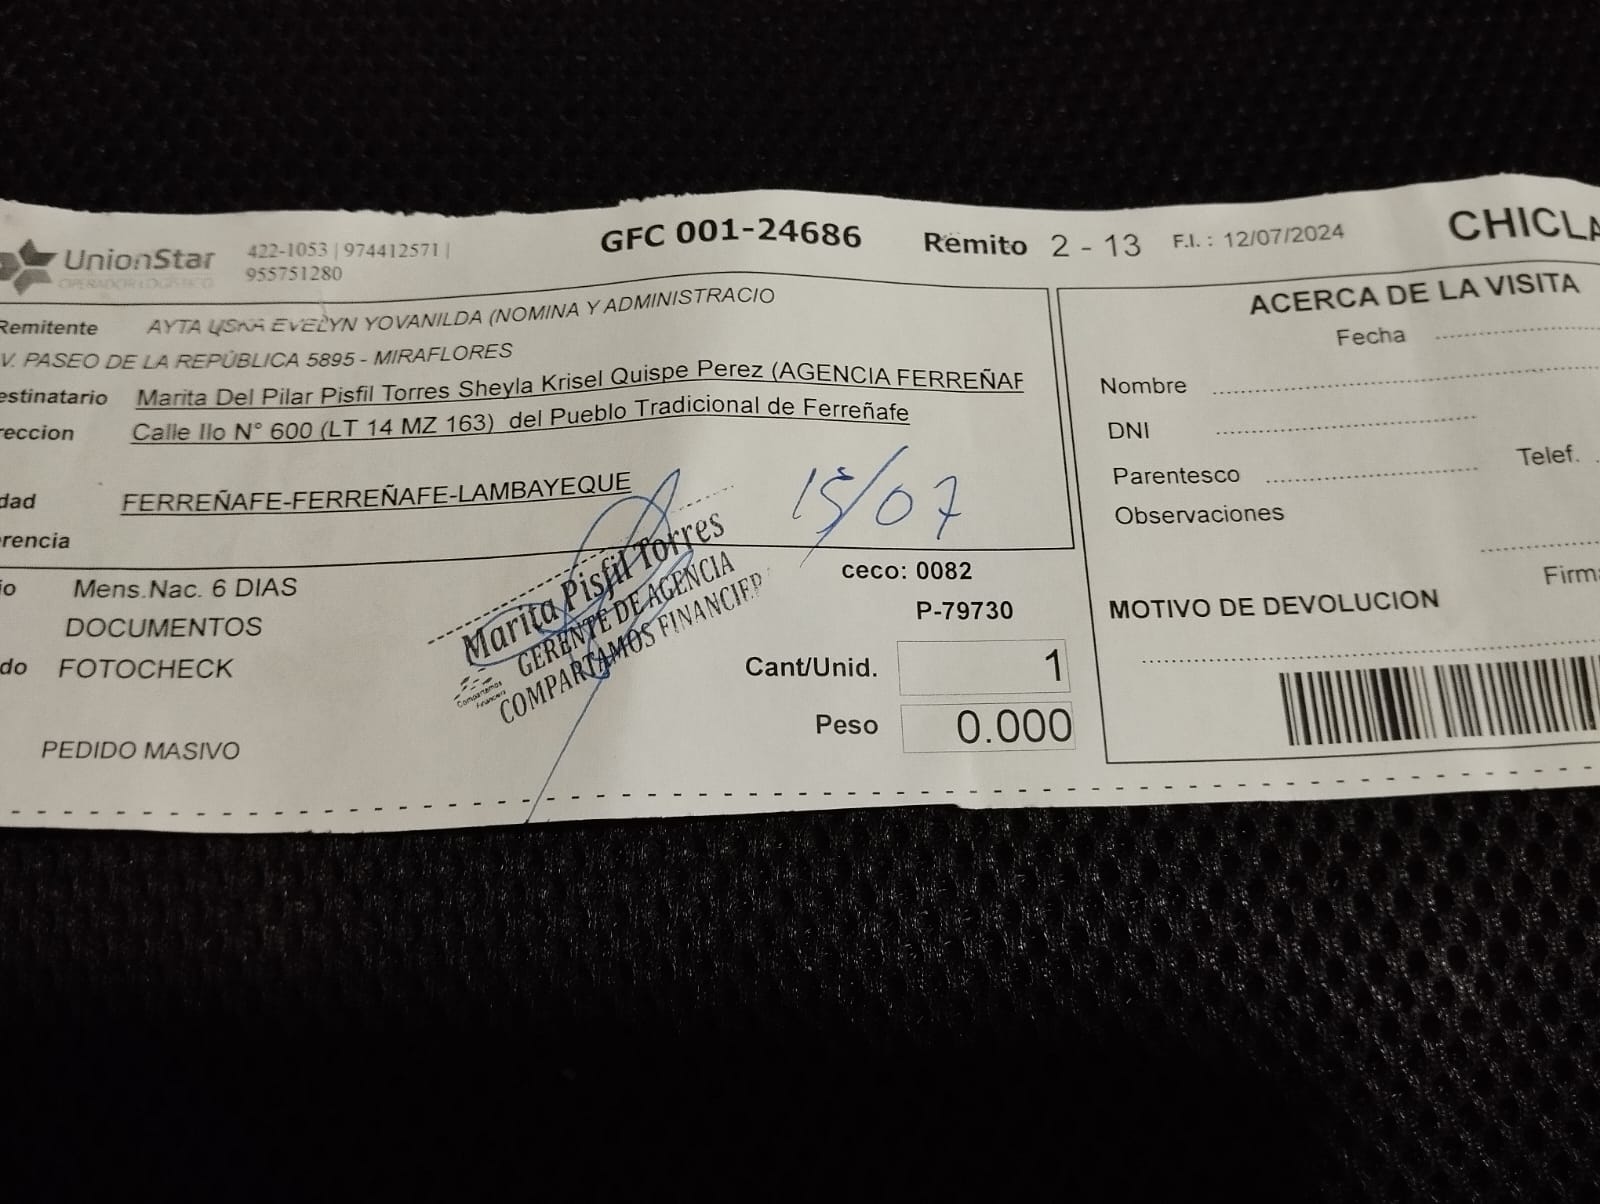 UnionStar
OPERADOR LOGISTICO
422-1053 | 974412571 |
955751280
GFC 001-24686
Remito 2 - 13
F.I. : 12/07/2024
CHICLA
Remitente AYTA EVELYN YOVANILDA (NOMINA Y ADMINISTRACIO
V. PASEO DE LA REPÚBLICA 5895 - MIRAFLORES
estinatario Marita Del Pilar Pisfil Torres Sheyla Krisel Quispe Perez (AGENCIA FERREÑAF
reccion Calle Ilo N° 600 (LT 14 MZ 163) del Pueblo Tradicional de Ferreñafe
dad FERREÑAFE-FERREÑAFE-LAMBAYEQUE
rencia
15/07
io Mens.Nac. 6 DIAS
DOCUMENTOS
do FOTOCHECK
PEDIDO MASIVO
Marita Pisfil Torres
GERENTE DE AGENCIA
COMPARTAMOS FINANCIER
Compartamos
Financiera
ceco: 0082
P-79730
Cant/Unid. 1
Peso 0.000
ACERCA DE LA VISITA
Fecha
Nombre
DNI
Parentesco Telef.
Observaciones
Firma
MOTIVO DE DEVOLUCION